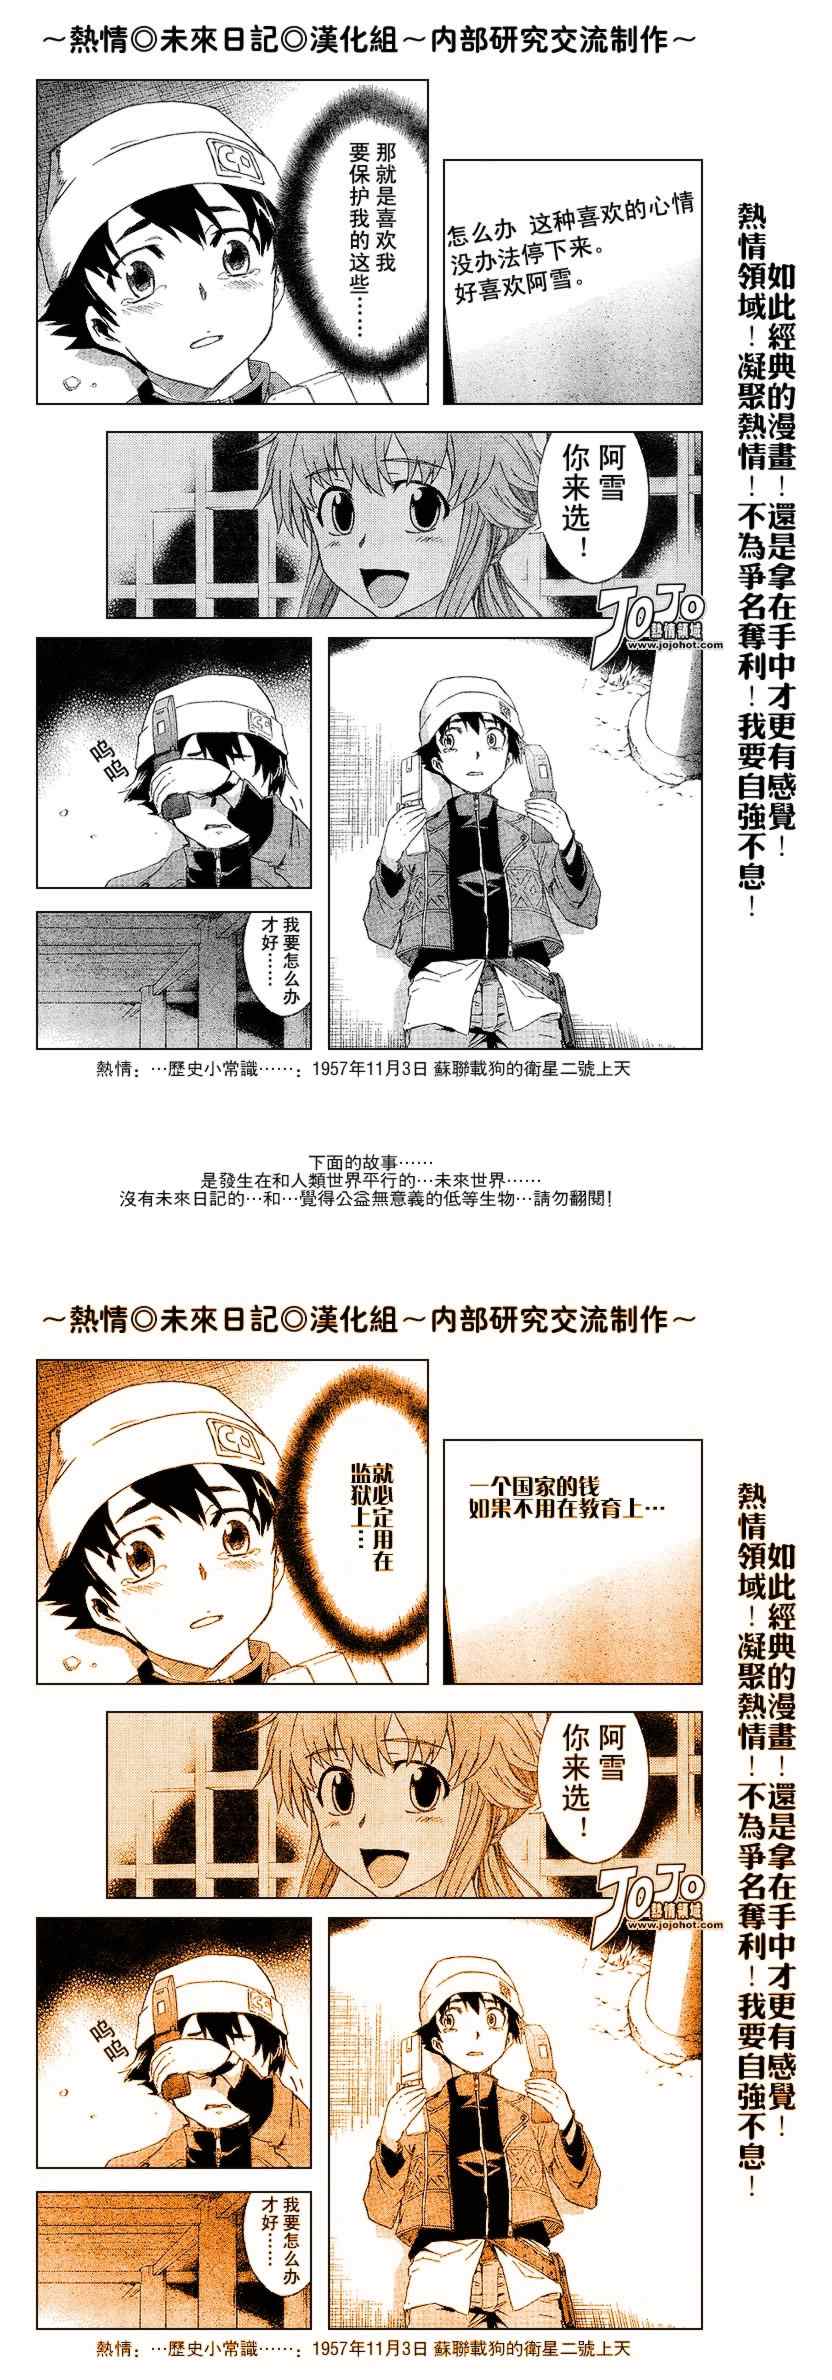 ～熱情◎未來日記◎漢化組～内部研究交流制作～
怎么办 这种喜欢的心情
没办法停下来。
好喜欢阿雪。
那就是喜欢我
要保护我的这些……
阿雪
你来选！
JOJO
熱情領域
www.jojohot.com
呜
呜
我要怎么办
才好……
熱情：…歷史小常識……：1957年11月3日 蘇聯載狗的衛星二號上天
如此經典的漫畫！還是拿在手中才更有感覺！
熱情領域！凝聚熱情！不為爭名奪利！我要自強不息！
下面的故事……
是發生在和人類世界平行的…未來世界……
沒有未來日記的…和…覺得公益無意義的低等生物…請勿翻閱！
～熱情◎未來日記◎漢化組～内部研究交流制作～
一个国家的钱
如果不用在教育上…
就必定用在
监狱上…
阿雪
你来选！
JOJO
熱情領域
www.jojohot.com
呜
呜
我要怎么办
才好……
熱情：…歷史小常識……：1957年11月3日 蘇聯載狗的衛星二號上天
如此經典的漫畫！還是拿在手中才更有感覺！
熱情領域！凝聚熱情！不為爭名奪利！我要自強不息！